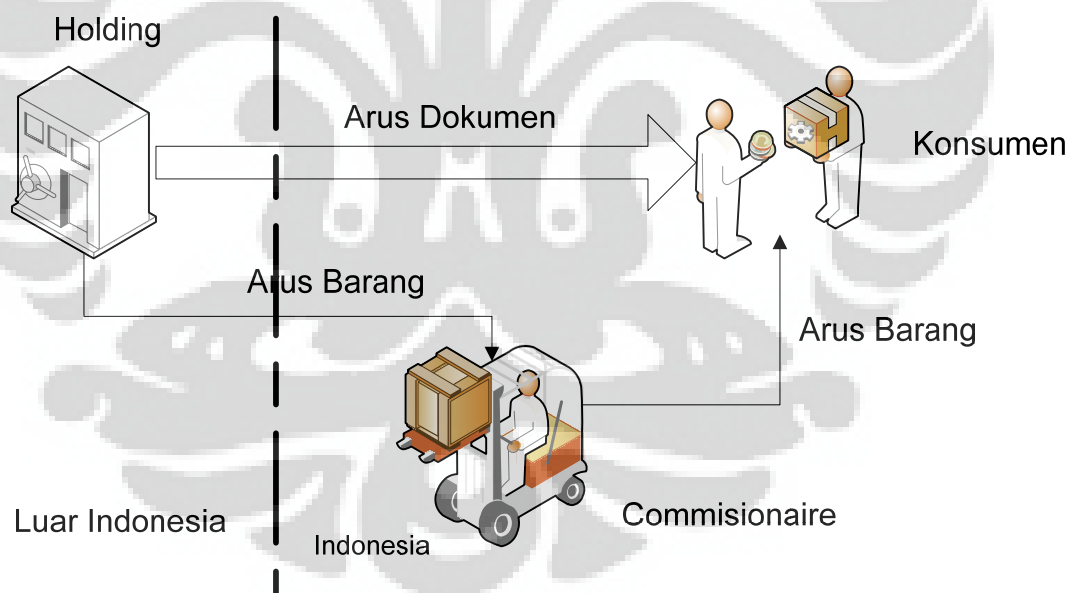 Holding
Arus Dokumen
Konsumen
Arus Barang
Arus Barang
Luar Indonesia
Indonesia
Commisionaire